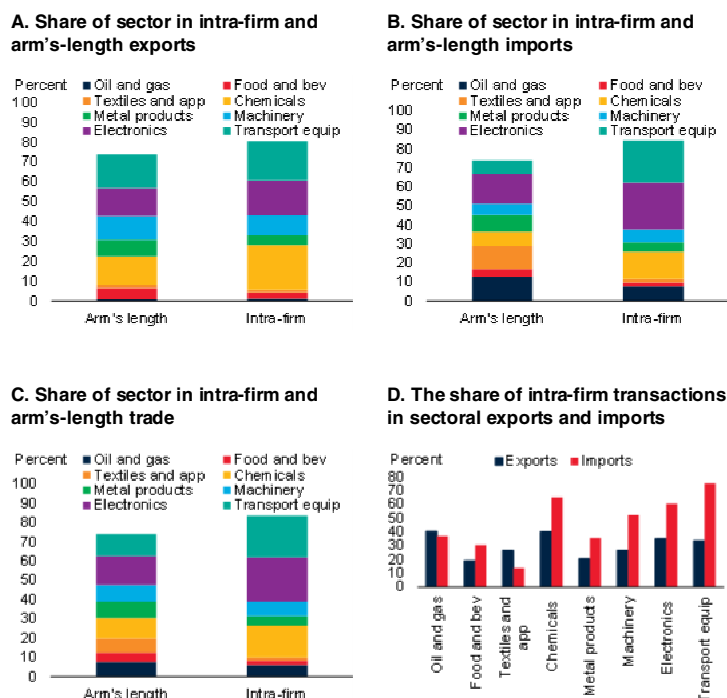 A. Share of sector in intra-firm and
arm's-length exports
Percent
Oil and gas
Food and bev
Textiles and app
Chemicals
Metal products
Machinery
Electronics
Transport equip
100
90
80
70
60
50
40
30
20
10
0
Arm's length
Intra-firm
B. Share of sector in intra-firm and
arm's-length imports
Percent
Oil and gas
Food and bev
Textiles and app
Chemicals
Metal products
Machinery
Electronics
Transport equip
100
90
80
70
60
50
40
30
20
10
0
Arm's length
Intra-firm
C. Share of sector in intra-firm and
arm's-length trade
Percent
Oil and gas
Food and bev
Textiles and app
Chemicals
Metal products
Machinery
Electronics
Transport equip
100
90
80
70
60
50
40
30
20
10
0
Arm's length
Intra-firm
D. The share of intra-firm transactions
in sectoral exports and imports
Percent
Exports
Imports
80
70
60
50
40
30
20
10
0
Oil and gas
Food and bev
Textiles and
app
Chemicals
Metal products
Machinery
Electronics
Transport equip